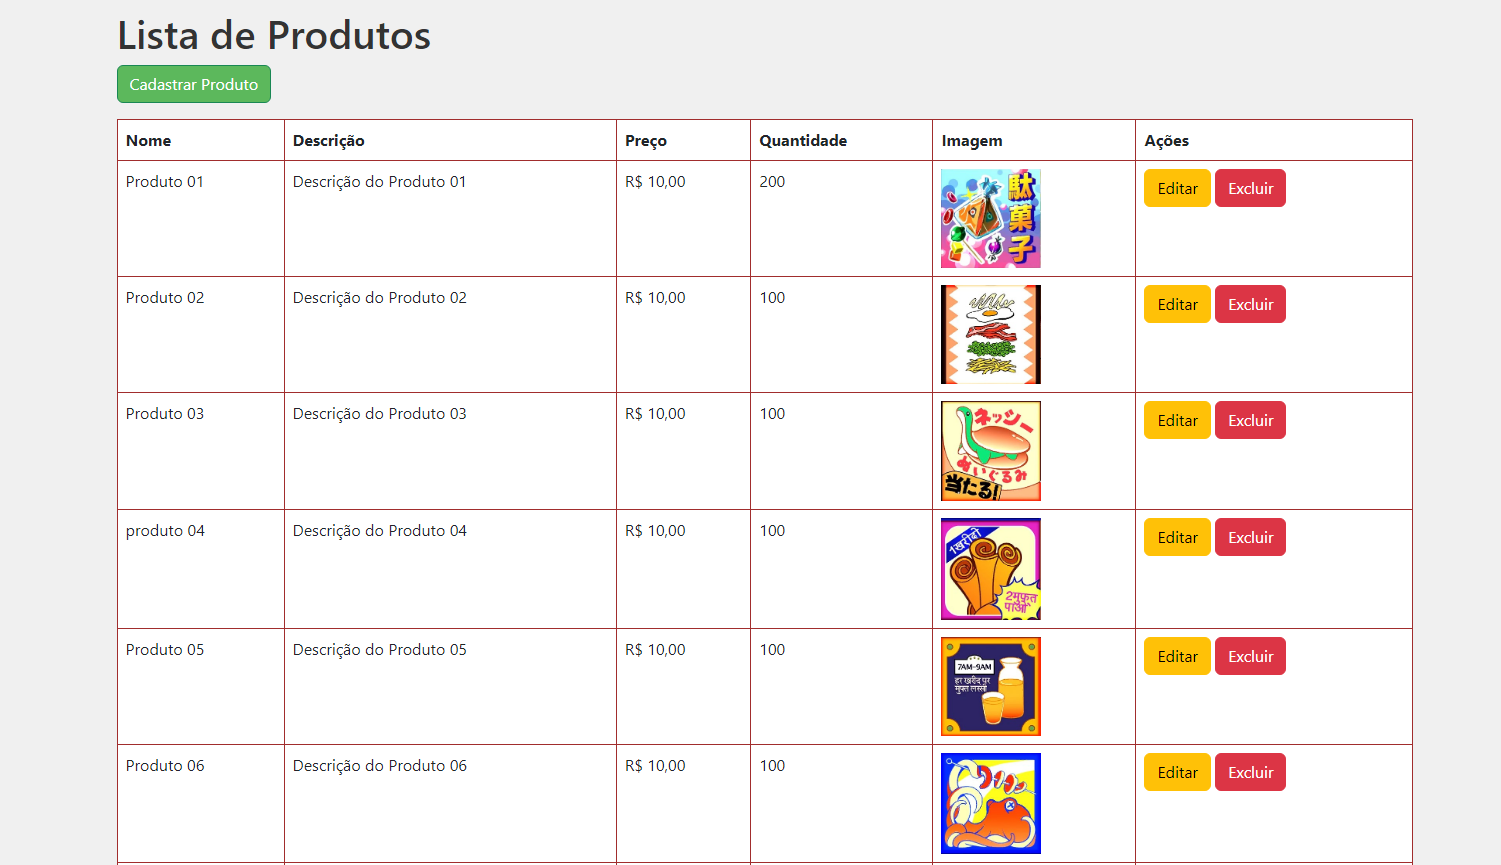 Lista de Produtos
Cadastrar Produto
Nome Descrição Preço Quantidade Imagem Ações
Produto 01 Descrição do Produto 01 R$ 10,00 200 Editar Excluir
駄菓子
Produto 02 Descrição do Produto 02 R$ 10,00 100 Editar Excluir
Produto 03 Descrição do Produto 03 R$ 10,00 100 Editar Excluir
ネッシー
ぬいぐるみ
当たる!
produto 04 Descrição do Produto 04 R$ 10,00 100 Editar Excluir
1 खरीदो
2 मुफ़्त
पाओ
Produto 05 Descrição do Produto 05 R$ 10,00 100 Editar Excluir
7AM-9AM
हर खरीद पर
मुफ़्त लस्सी
Produto 06 Descrição do Produto 06 R$ 10,00 100 Editar Excluir